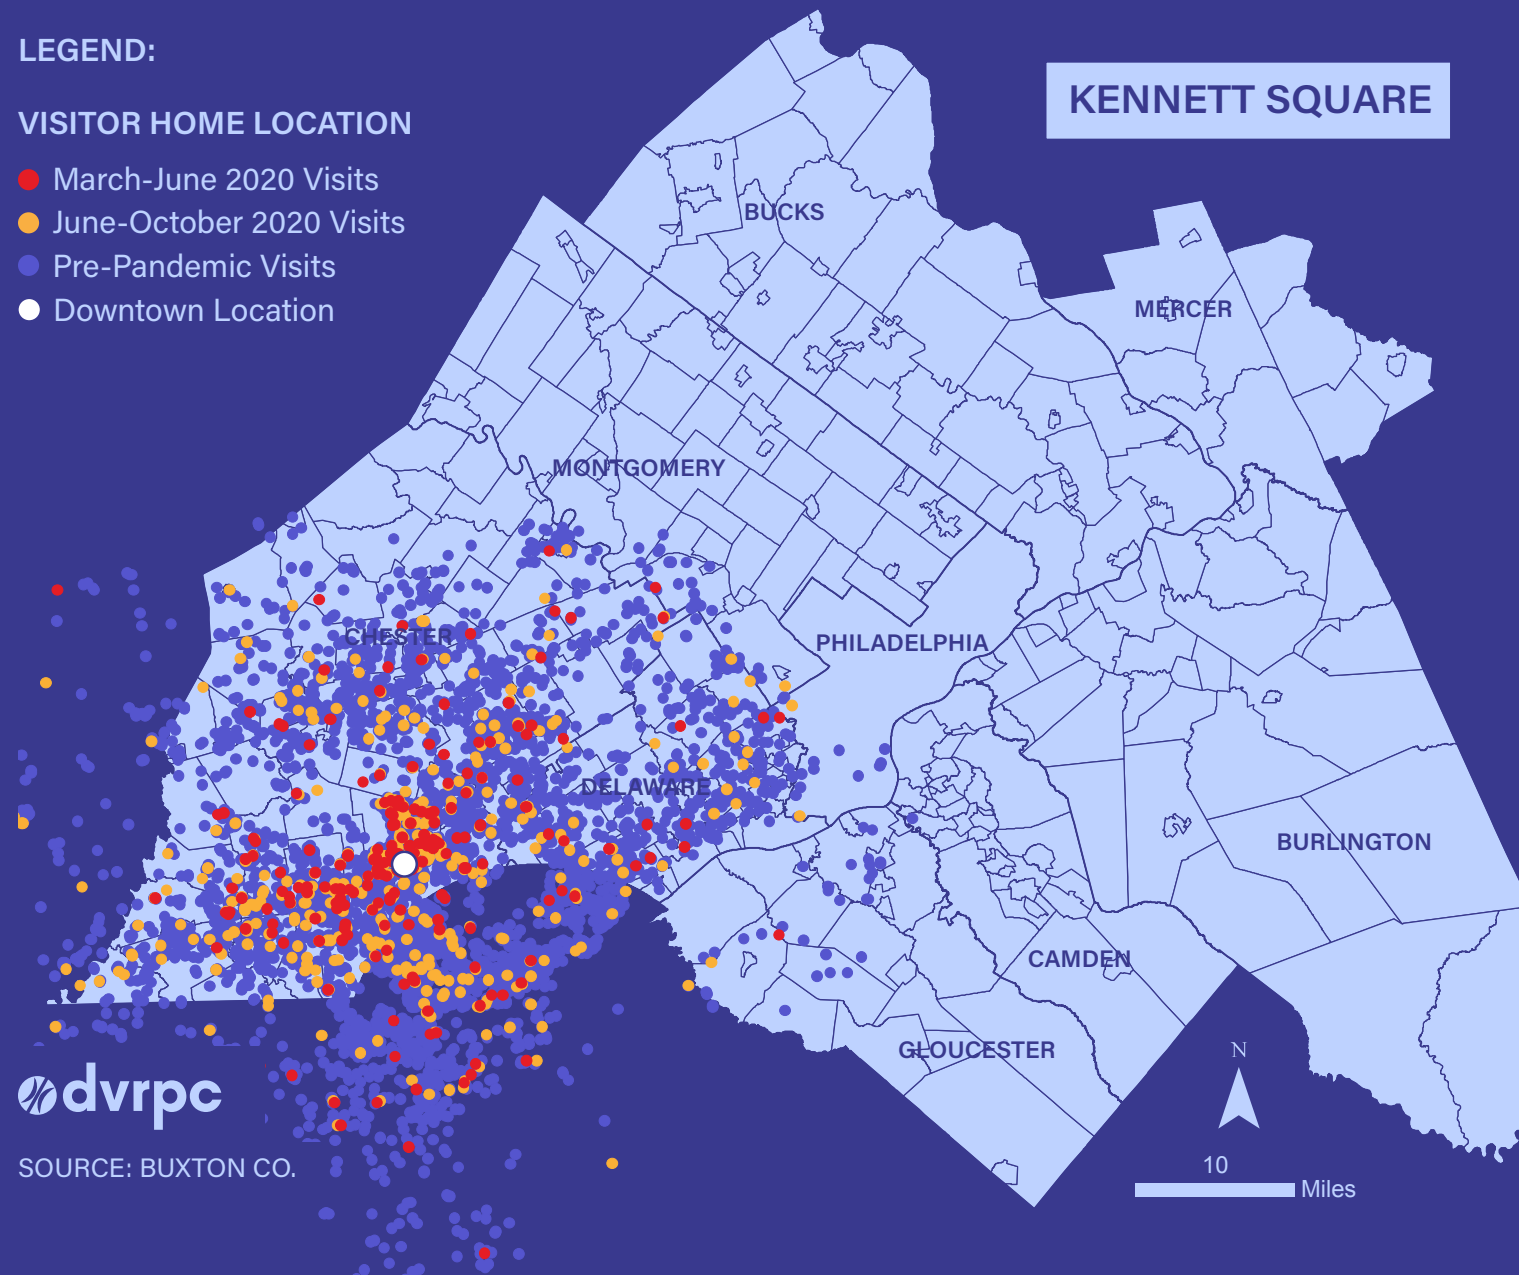 LEGEND:
VISITOR HOME LOCATION
March-June 2020 Visits
June-October 2020 Visits
Pre-Pandemic Visits
Downtown Location
KENNETT SQUARE
BUCKS
MERCER
MONTGOMERY
CHESTER
PHILADELPHIA
DELAWARE
BURLINGTON
CAMDEN
GLOUCESTER
N
10
Miles
dvrpc
SOURCE: BUXTON CO.